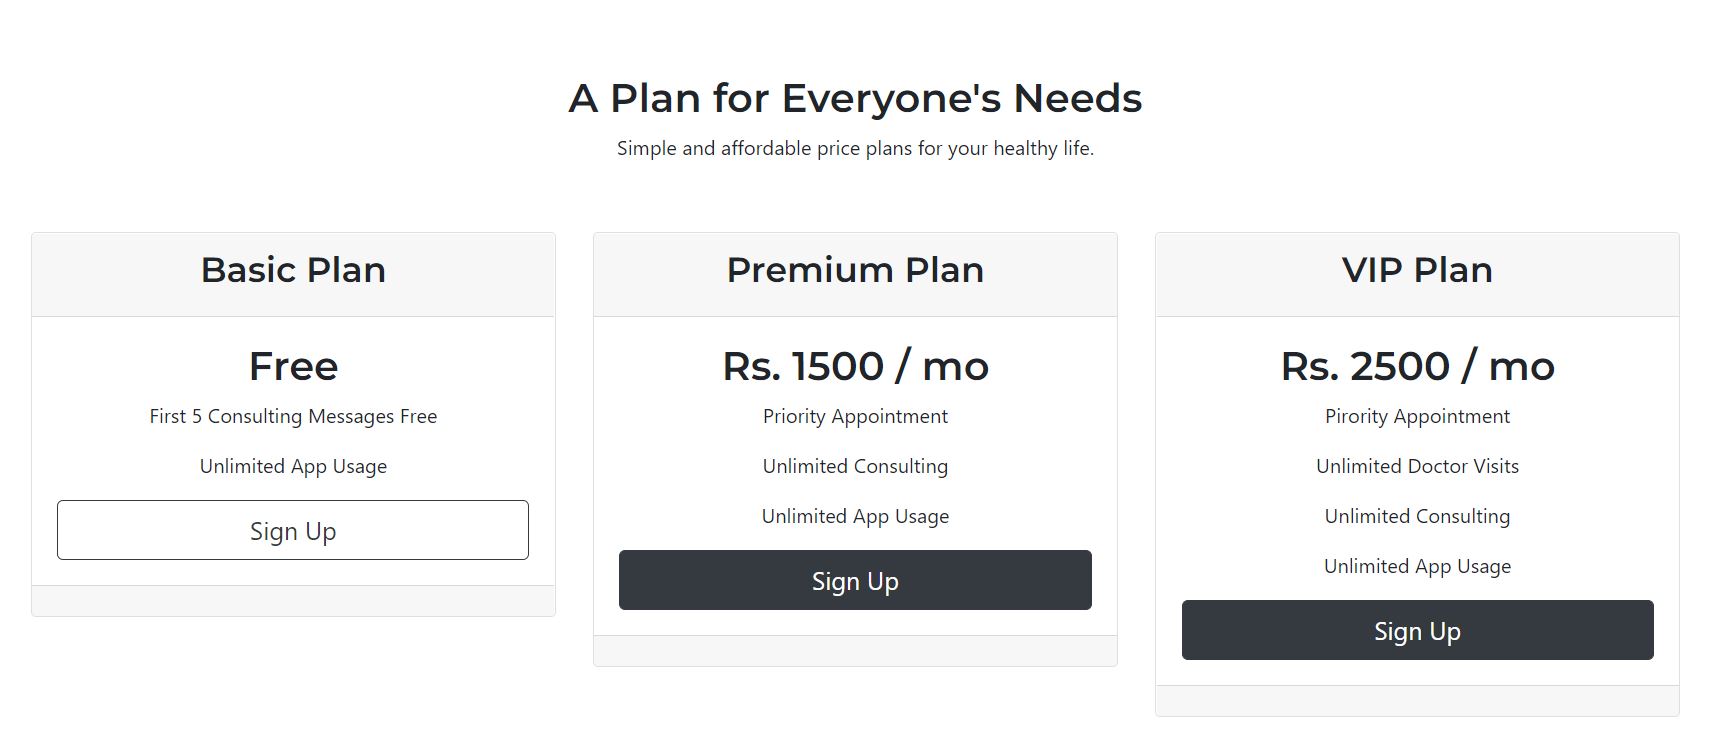 A Plan for Everyone's Needs
Simple and affordable price plans for your healthy life.
Basic Plan
Free
First 5 Consulting Messages Free
Unlimited App Usage
Sign Up
Premium Plan
Rs. 1500 / mo
Priority Appointment
Unlimited Consulting
Unlimited App Usage
Sign Up
VIP Plan
Rs. 2500 / mo
Pirority Appointment
Unlimited Doctor Visits
Unlimited Consulting
Unlimited App Usage
Sign Up